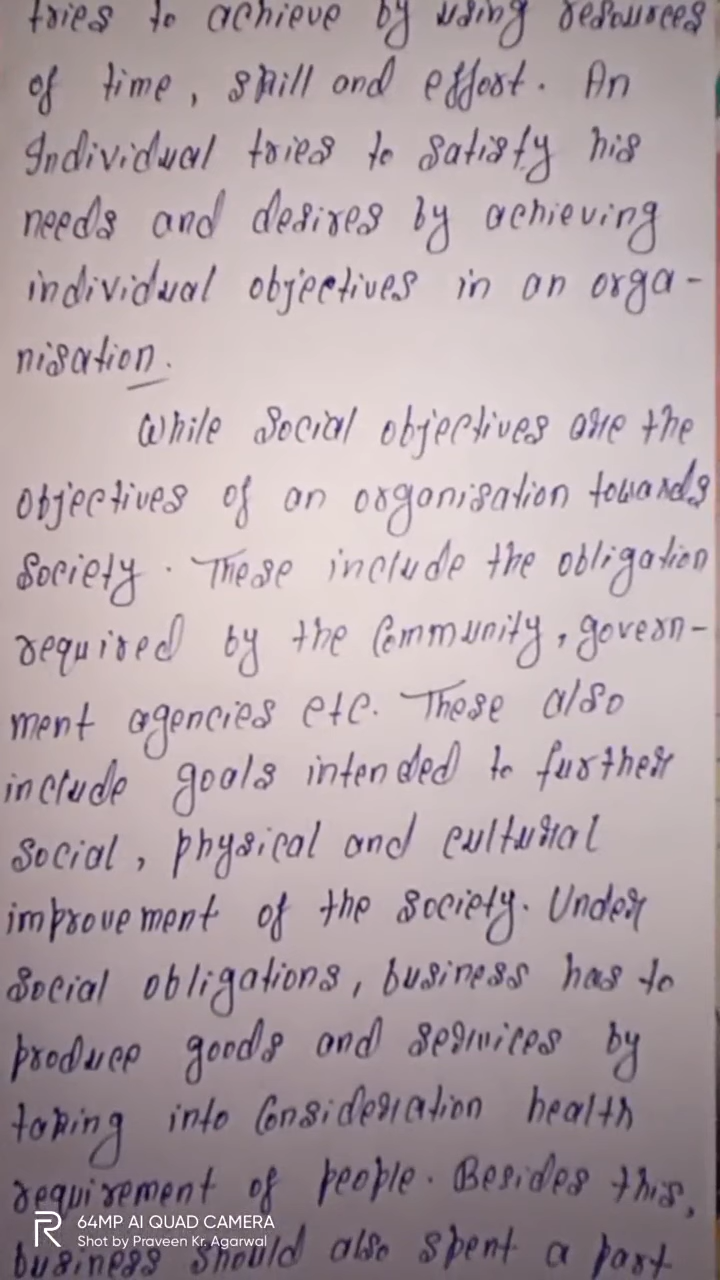 tries to achieve by using resources
of time, skill and effort. An
Individual tries to satisfy his
needs and desires by achieving
individual objectives in an orga-
nisation.
While Social objectives are the
objectives of an organisation towards
Society. These include the obligation
required by the Community, govern-
ment agencies etc. These also
include goals intended to further
Social, physical and cultural
improvement of the society. Under
Social obligations, business has to
produce goods and services by
taking into Consideration health
requirement of people. Besides this,
business should also spent a part
64MP AI QUAD CAMERA
Shot by Praveen Kr. Agarwal